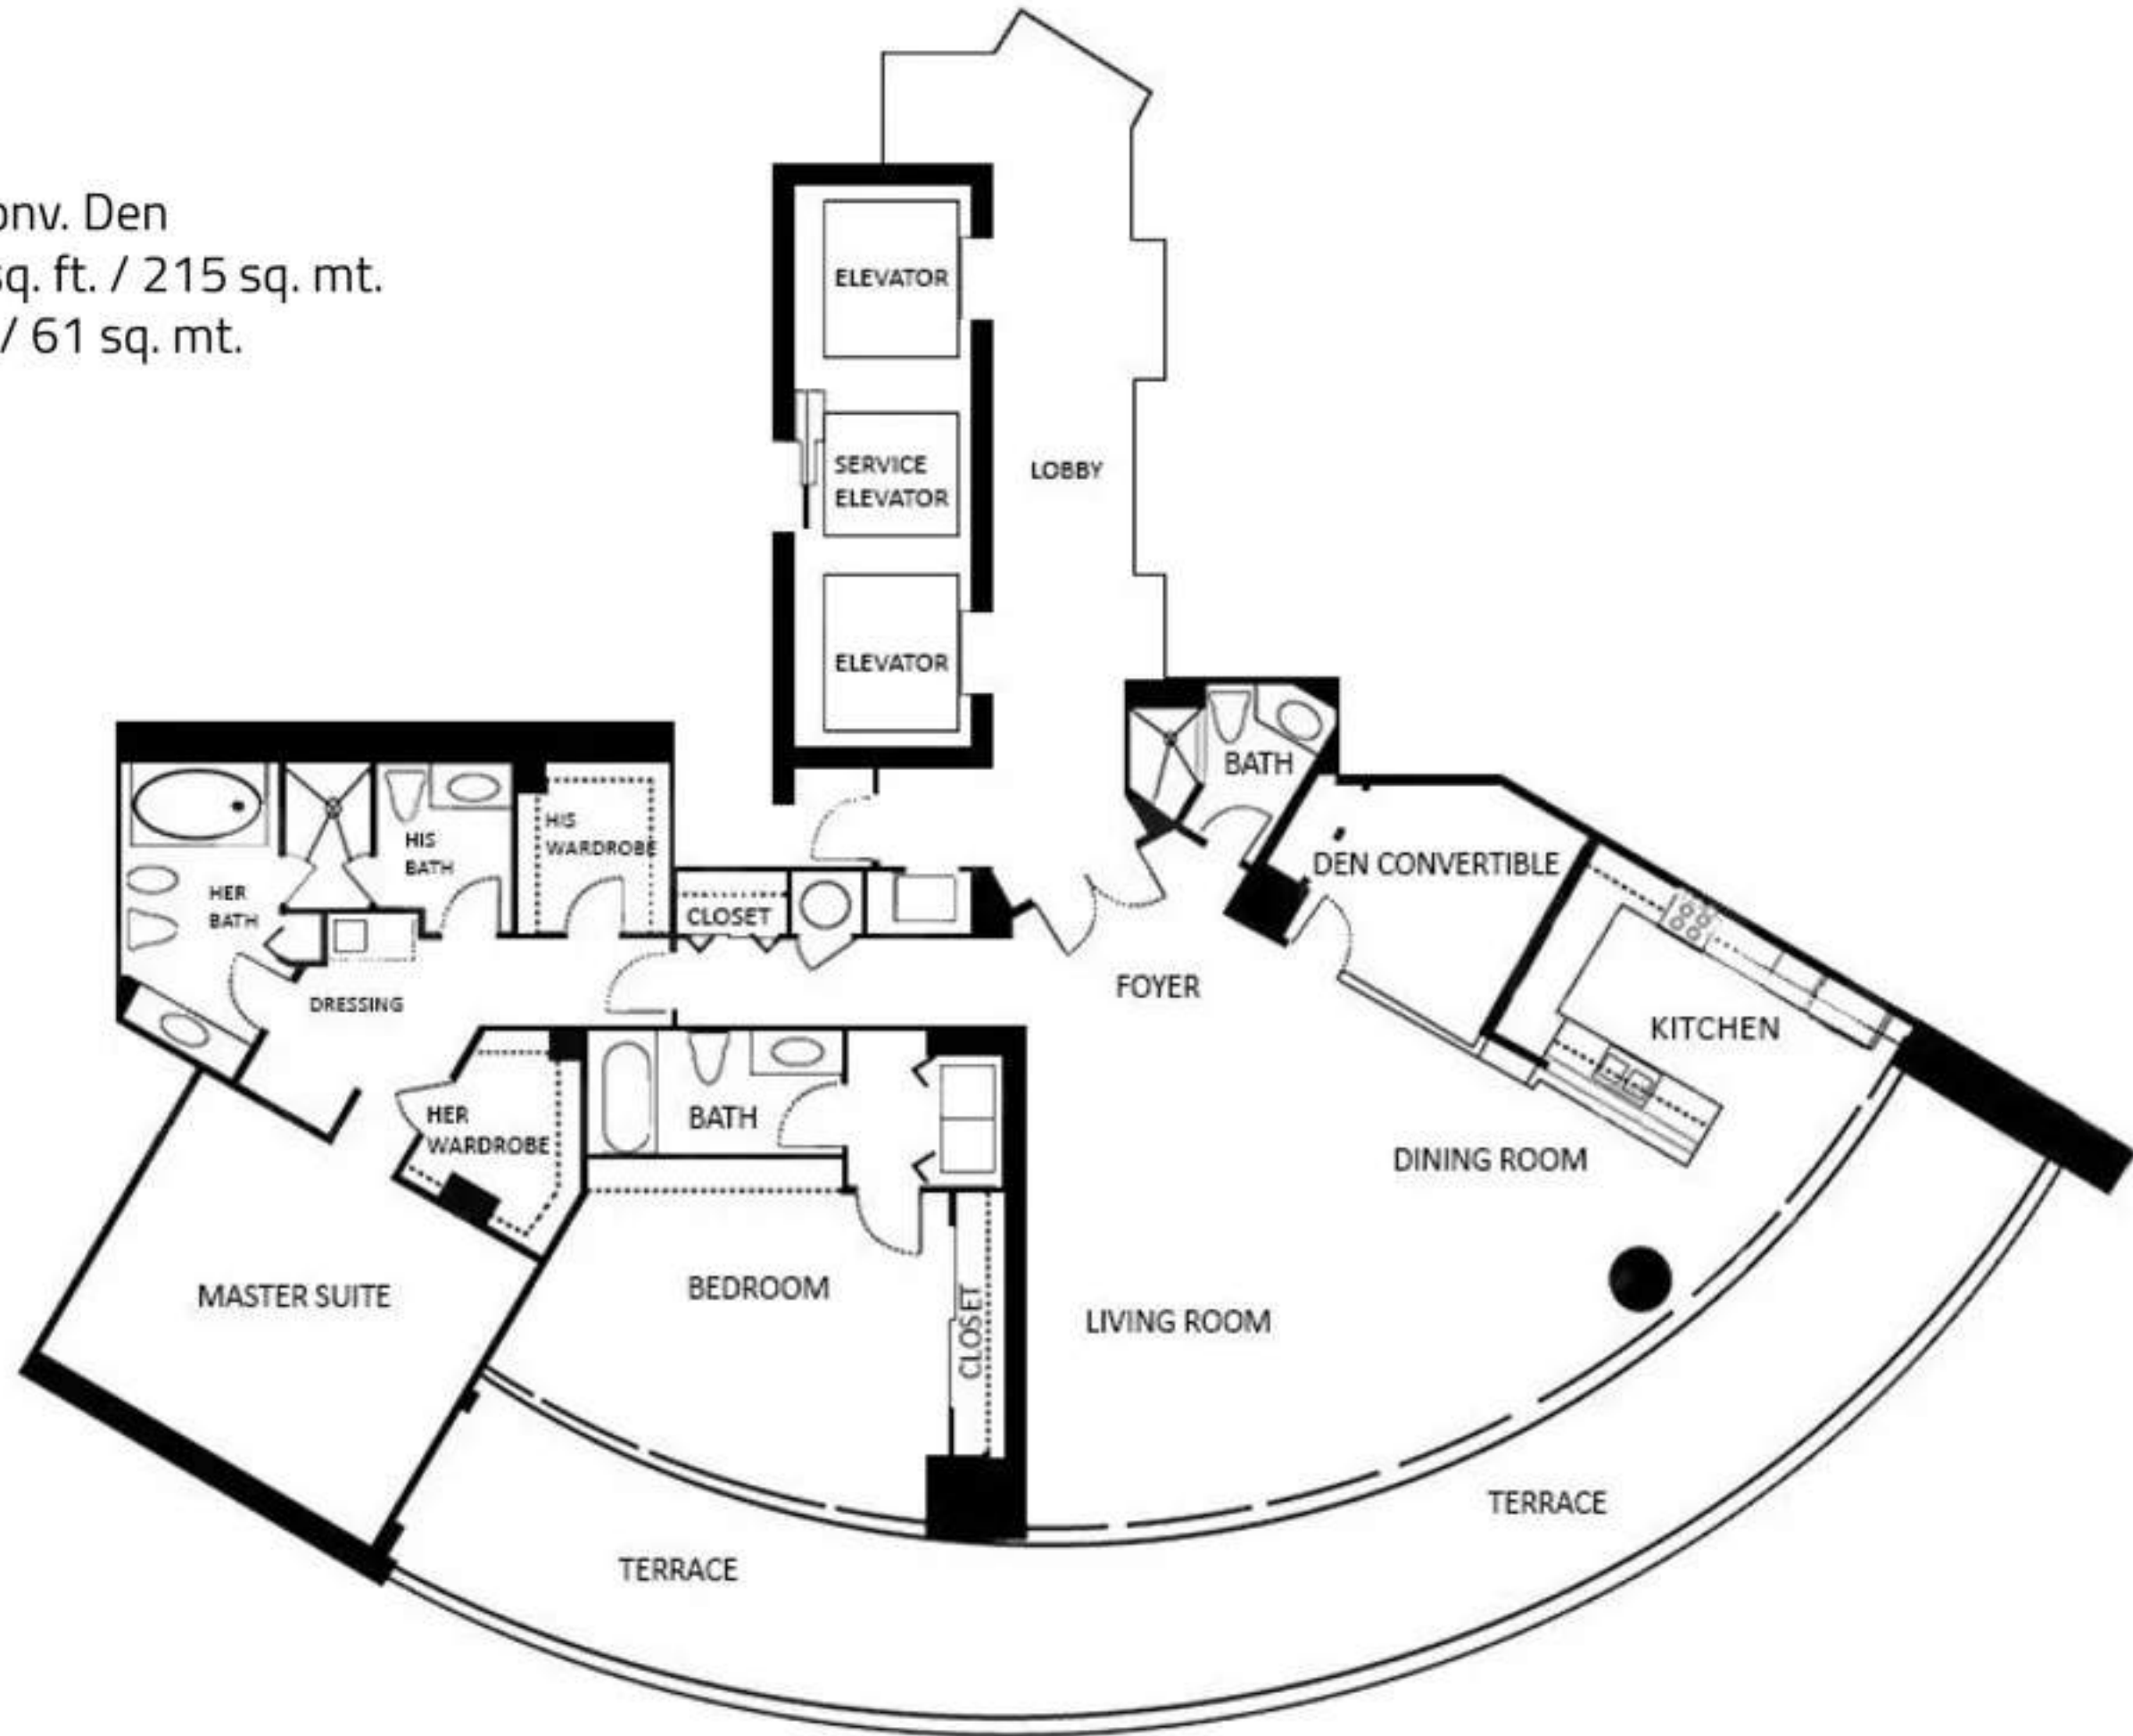 onv. Den
sq. ft. / 215 sq. mt.
/ 61 sq. mt.
ELEVATOR
SERVICE
ELEVATOR
LOBBY
ELEVATOR
BATH
HIS
WARDROBE
HIS
BATH
HER
BATH
CLOSET
DEN CONVERTIBLE
DRESSING
FOYER
KITCHEN
HER
WARDROBE
BATH
DINING ROOM
MASTER SUITE
BEDROOM
CLOSET
LIVING ROOM
TERRACE
TERRACE